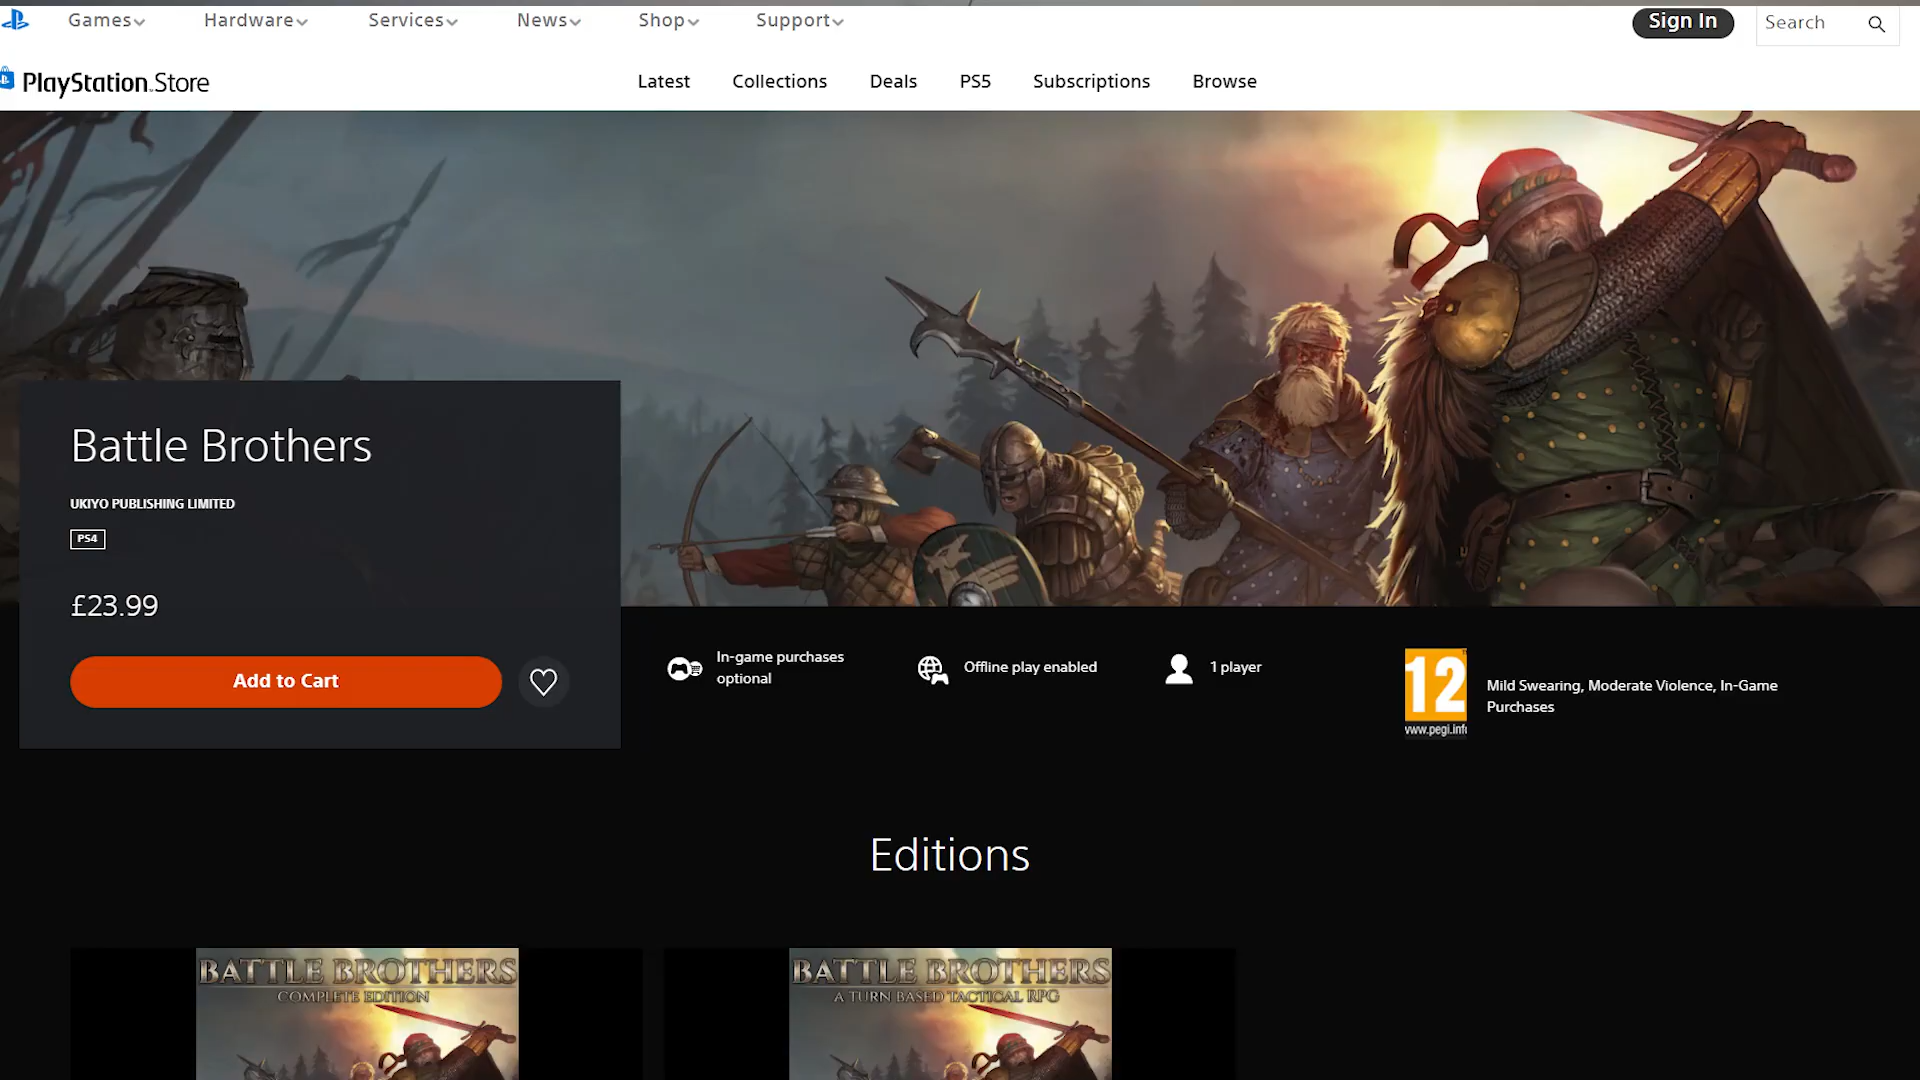 Games
Hardware
Services
News
Shop
Support
Sign In
Search
PlayStation.Store
Latest
Collections
Deals
PS5
Subscriptions
Browse
Battle Brothers
UKIYO PUBLISHING LIMITED
PS4
£23.99
Add to Cart
In-game purchases
optional
Offline play enabled
1 player
12
www.pegi.info
Mild Swearing, Moderate Violence, In-Game
Purchases
Editions
BATTLE BROTHERS
COMPLETE EDITION
BATTLE BROTHERS
A TURN BASED TACTICAL RPG